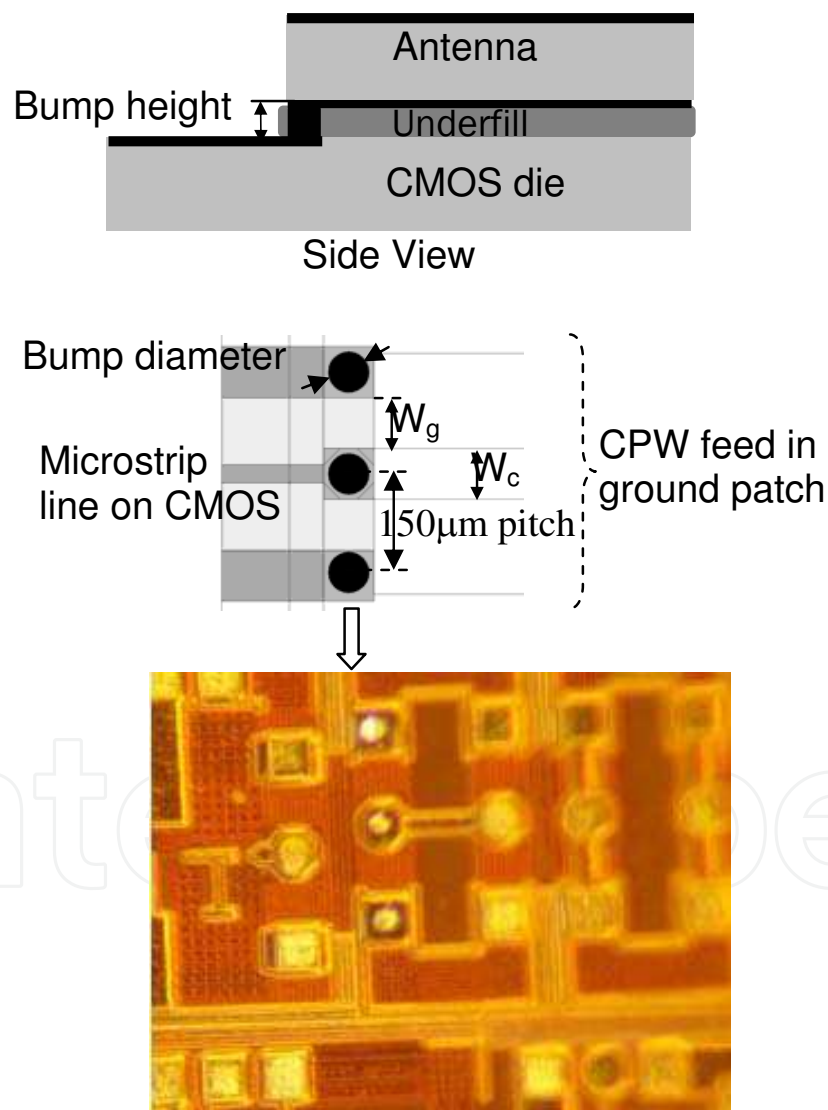 Antenna
Bump height
Underfill
CMOS die
Side View
Bump diameter
Wg
Microstrip
line on CMOS
Wc
CPW feed in
ground patch
150μm pitch